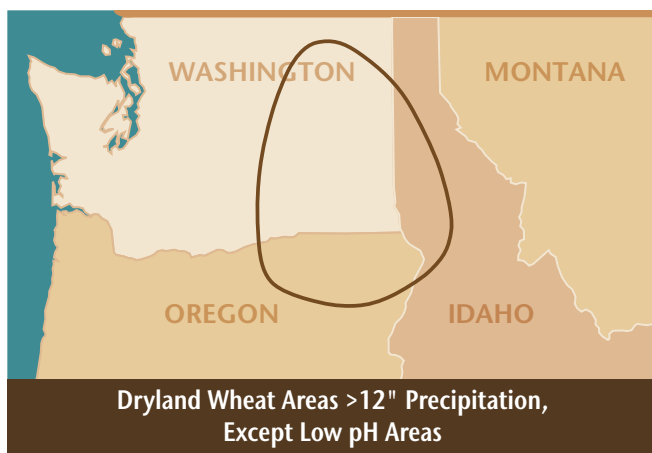 WASHINGTON
MONTANA
OREGON
IDAHO
Dryland Wheat Areas >12" Precipitation,
Except Low pH Areas